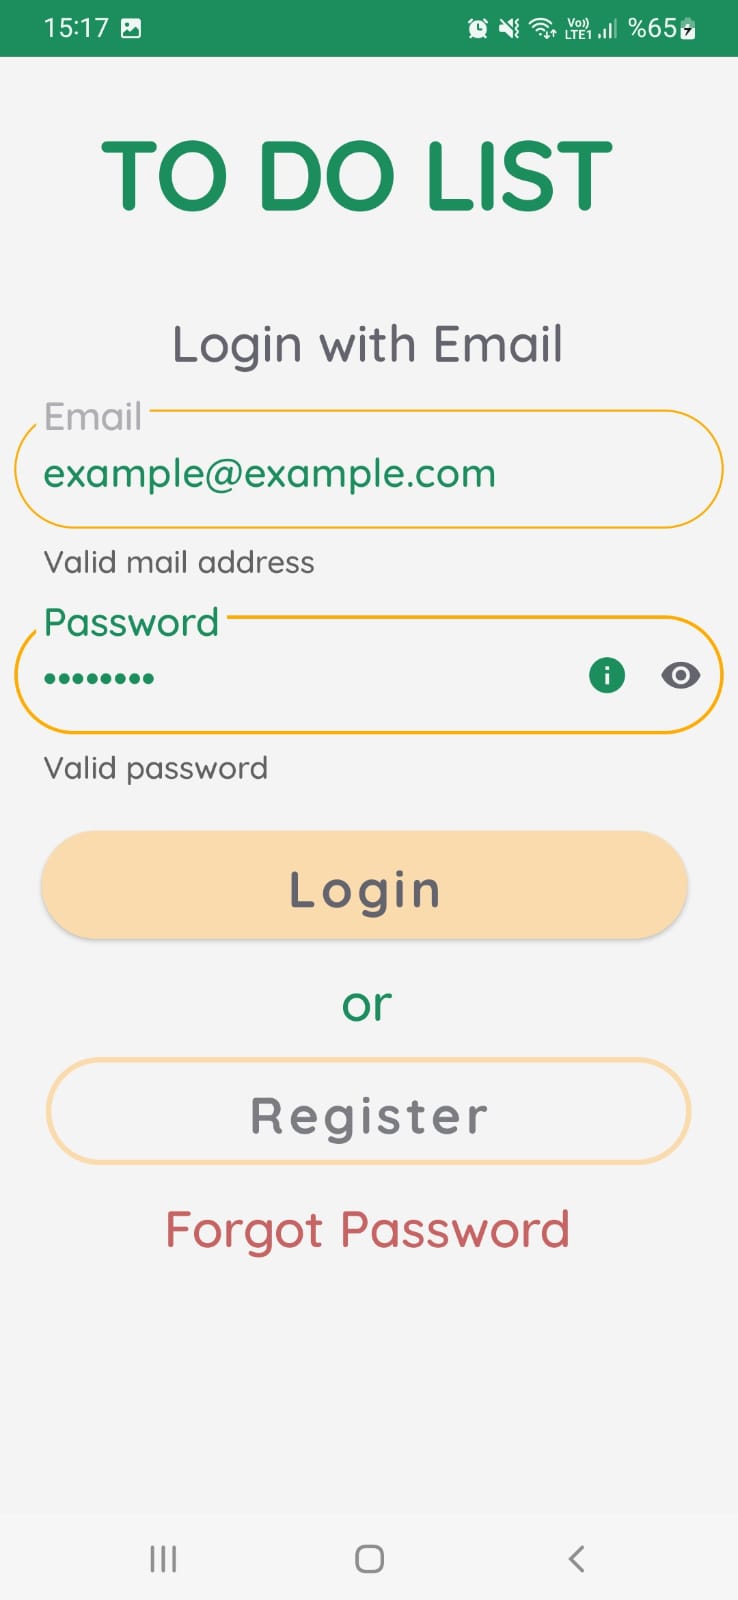 15:17 Vo)) LTE1 %65
TO DO LIST
Login with Email
Email
example@example.com
Valid mail address
Password
••••••••
Valid password
Login
or
Register
Forgot Password